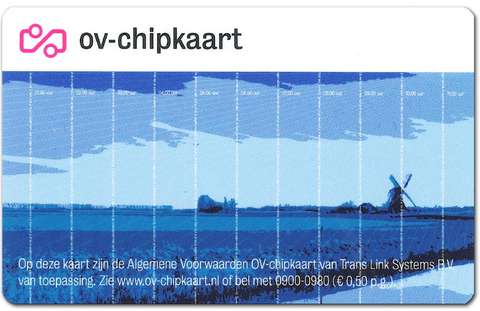 ov-chipkaart
Op deze kaart zijn de Algemene Voorwaarden OV-chipkaart van Trans Link Systems B.V.
van toepassing. Zie www.ov-chipkaart.nl of bel met 0900-0980 (€ 0,50 p.g.)